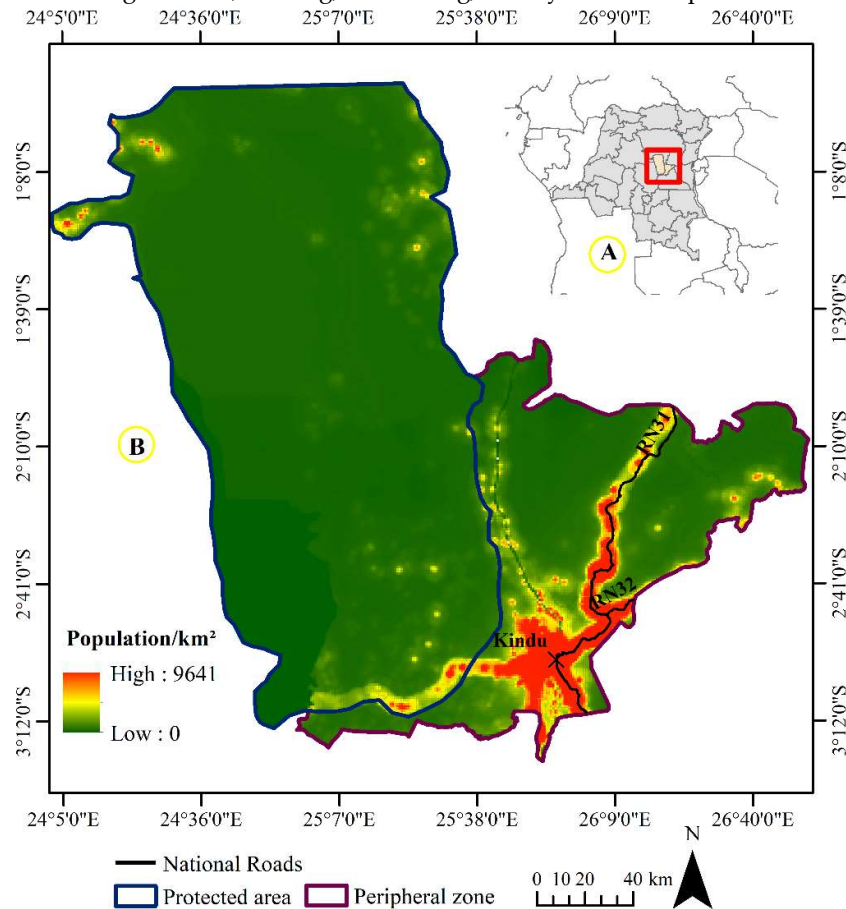 24°5'0"E 24°36'0"E 25°7'0"E 25°38'0"E 26°9'0"E 26°40'0"E
1°8'0"S
1°8'0"S
A
1°39'0"S
1°39'0"S
B
RN31
2°10'0"S
2°10'0"S
RN32
2°41'0"S
2°41'0"S
Population/km²
Kindu
High : 9641
Low : 0
3°12'0"S
3°12'0"S
24°5'0"E 24°36'0"E 25°7'0"E 25°38'0"E 26°9'0"E 26°40'0"E
National Roads
N
Protected area Peripheral zone
0 10 20 40 km